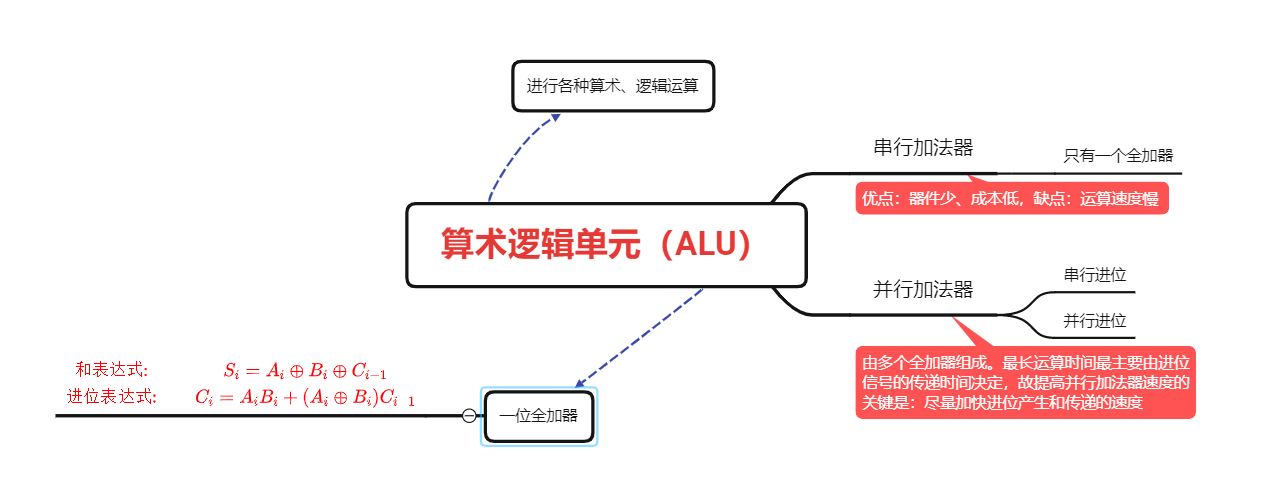 进行各种算术、逻辑运算
串行加法器
只有一个全加器
优点：器件少、成本低，缺点：运算速度慢
算术逻辑单元（ALU）
并行加法器
串行进位
并行进位
由多个全加器组成。最长运算时间最主要由进位
信号的传递时间决定，故提高并行加法器速度的
关键是：尽量加快进位产生和传递的速度
和表达式: S_i = A_i ⊕ B_i ⊕ C_{i-1}
进位表达式: C_i = A_i B_i + (A_i ⊕ B_i) C_{i-1}
一位全加器